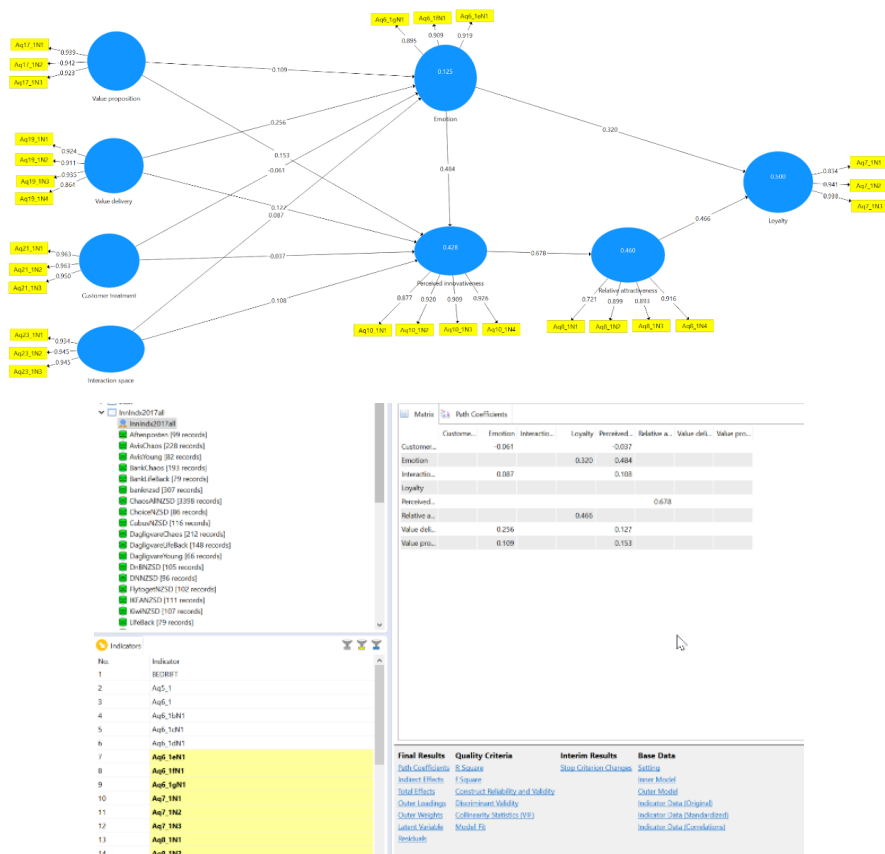 Aq6_1gN1 Aq6_1fN1 Aq6_1eN1
0.895 0.909 0.919
Aq17_1N1
Aq17_1N2
Aq17_1N3
0.939
0.942
0.923
Value proposition
0.125
Emotion
0.109
0.256
0.153
-0.061
0.087
0.127
-0.037
0.108
0.484
0.320
Aq19_1N1
Aq19_1N2
Aq19_1N3
Aq19_1N4
0.924
0.911
0.935
0.864
Value delivery
Aq21_1N1
Aq21_1N2
Aq21_1N3
0.963
0.963
0.950
Customer treatment
Aq23_1N1
Aq23_1N2
Aq23_1N3
0.934
0.945
0.945
Interaction space
0.428
Perceived innovativeness
0.877 0.920 0.909 0.926
Aq10_1N1 Aq10_1N2 Aq10_1N3 Aq10_1N4
0.678
0.460
Relative attractiveness
0.721 0.899 0.893 0.916
Aq8_1N1 Aq8_1N2 Aq8_1N3 Aq8_1N4
0.466
0.500
Loyalty
0.834
0.941
0.938
Aq7_1N1
Aq7_1N2
Aq7_1N3
InnIndx2017all
InnIndx2017all
Aftenposten [99 records]
AvisChaos [228 records]
AvisYoung [82 records]
BankChaos [193 records]
BankLifeBack [79 records]
banknzsd [307 records]
ChaosAllNZSD [3398 records]
ChoiceNZSD [86 records]
CubusNZSD [116 records]
DagligvareChaos [212 records]
DagligvareLifeBack [148 records]
DagligvareYoung [66 records]
DnBNZSD [105 records]
DNNZSD [96 records]
FlytogetNZSD [102 records]
IKEANZSD [111 records]
KiwiNZSD [107 records]
LifeBack [79 records]
Matrix Path Coefficients
Custome... Emotion Interactio... Loyalty Perceived... Relative a... Value deli... Value pro...
Customer... -0.061 -0.037
Emotion 0.320 0.484
Interactio... 0.087 0.108
Loyalty
Perceived... 0.678
Relative a... 0.466
Value deli... 0.256 0.127
Value pro... 0.109 0.153
Indicators
No. Indicator
1 BEDRIFT
2 Aq5_1
3 Aq6_1
4 Aq6_1bN1
5 Aq6_1cN1
6 Aq6_1dN1
7 Aq6_1eN1
8 Aq6_1fN1
9 Aq6_1gN1
10 Aq7_1N1
11 Aq7_1N2
12 Aq7_1N3
13 Aq8_1N1
14 Aq8_1N2
Final Results Quality Criteria Interim Results Base Data
Path Coefficients R Square Stop Criterion Changes Setting
Indirect Effects f Square Inner Model
Total Effects Construct Reliability and Validity Outer Model
Outer Loadings Discriminant Validity Indicator Data (Original)
Outer Weights Collinearity Statistics (VIF) Indicator Data (Standardized)
Latent Variable Model Fit Indicator Data (Correlations)
Residuals